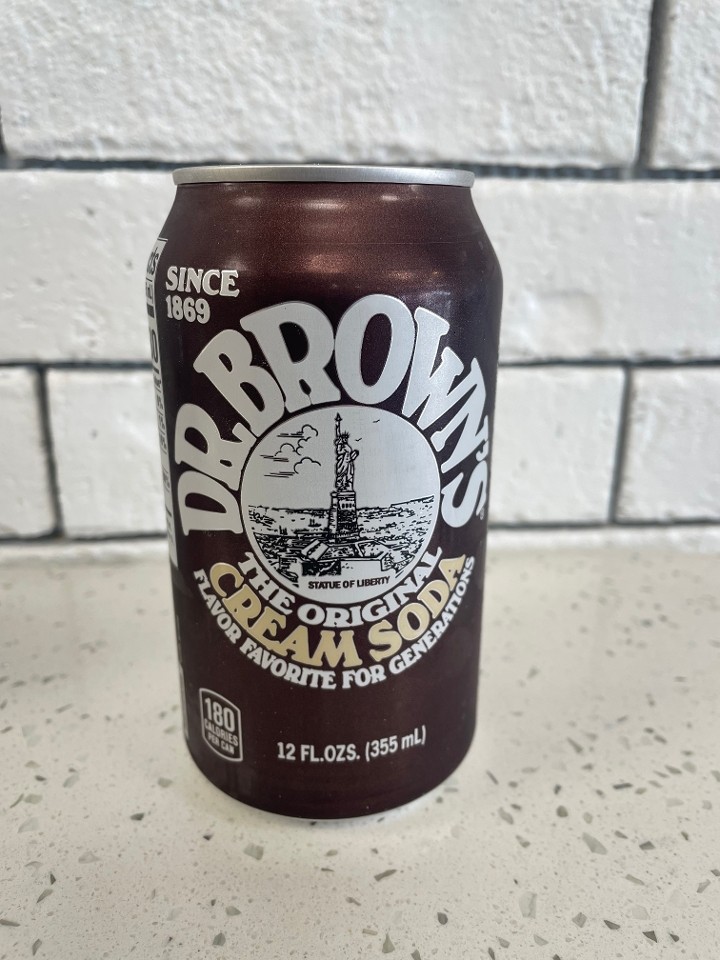 SINCE
1869
DR. BROWN'S
STATUE OF LIBERTY
THE ORIGINAL
CREAM SODA
FLAVOR FAVORITE FOR GENERATIONS
180
CALORIES
PER CAN
12 FL.OZS. (355 mL)